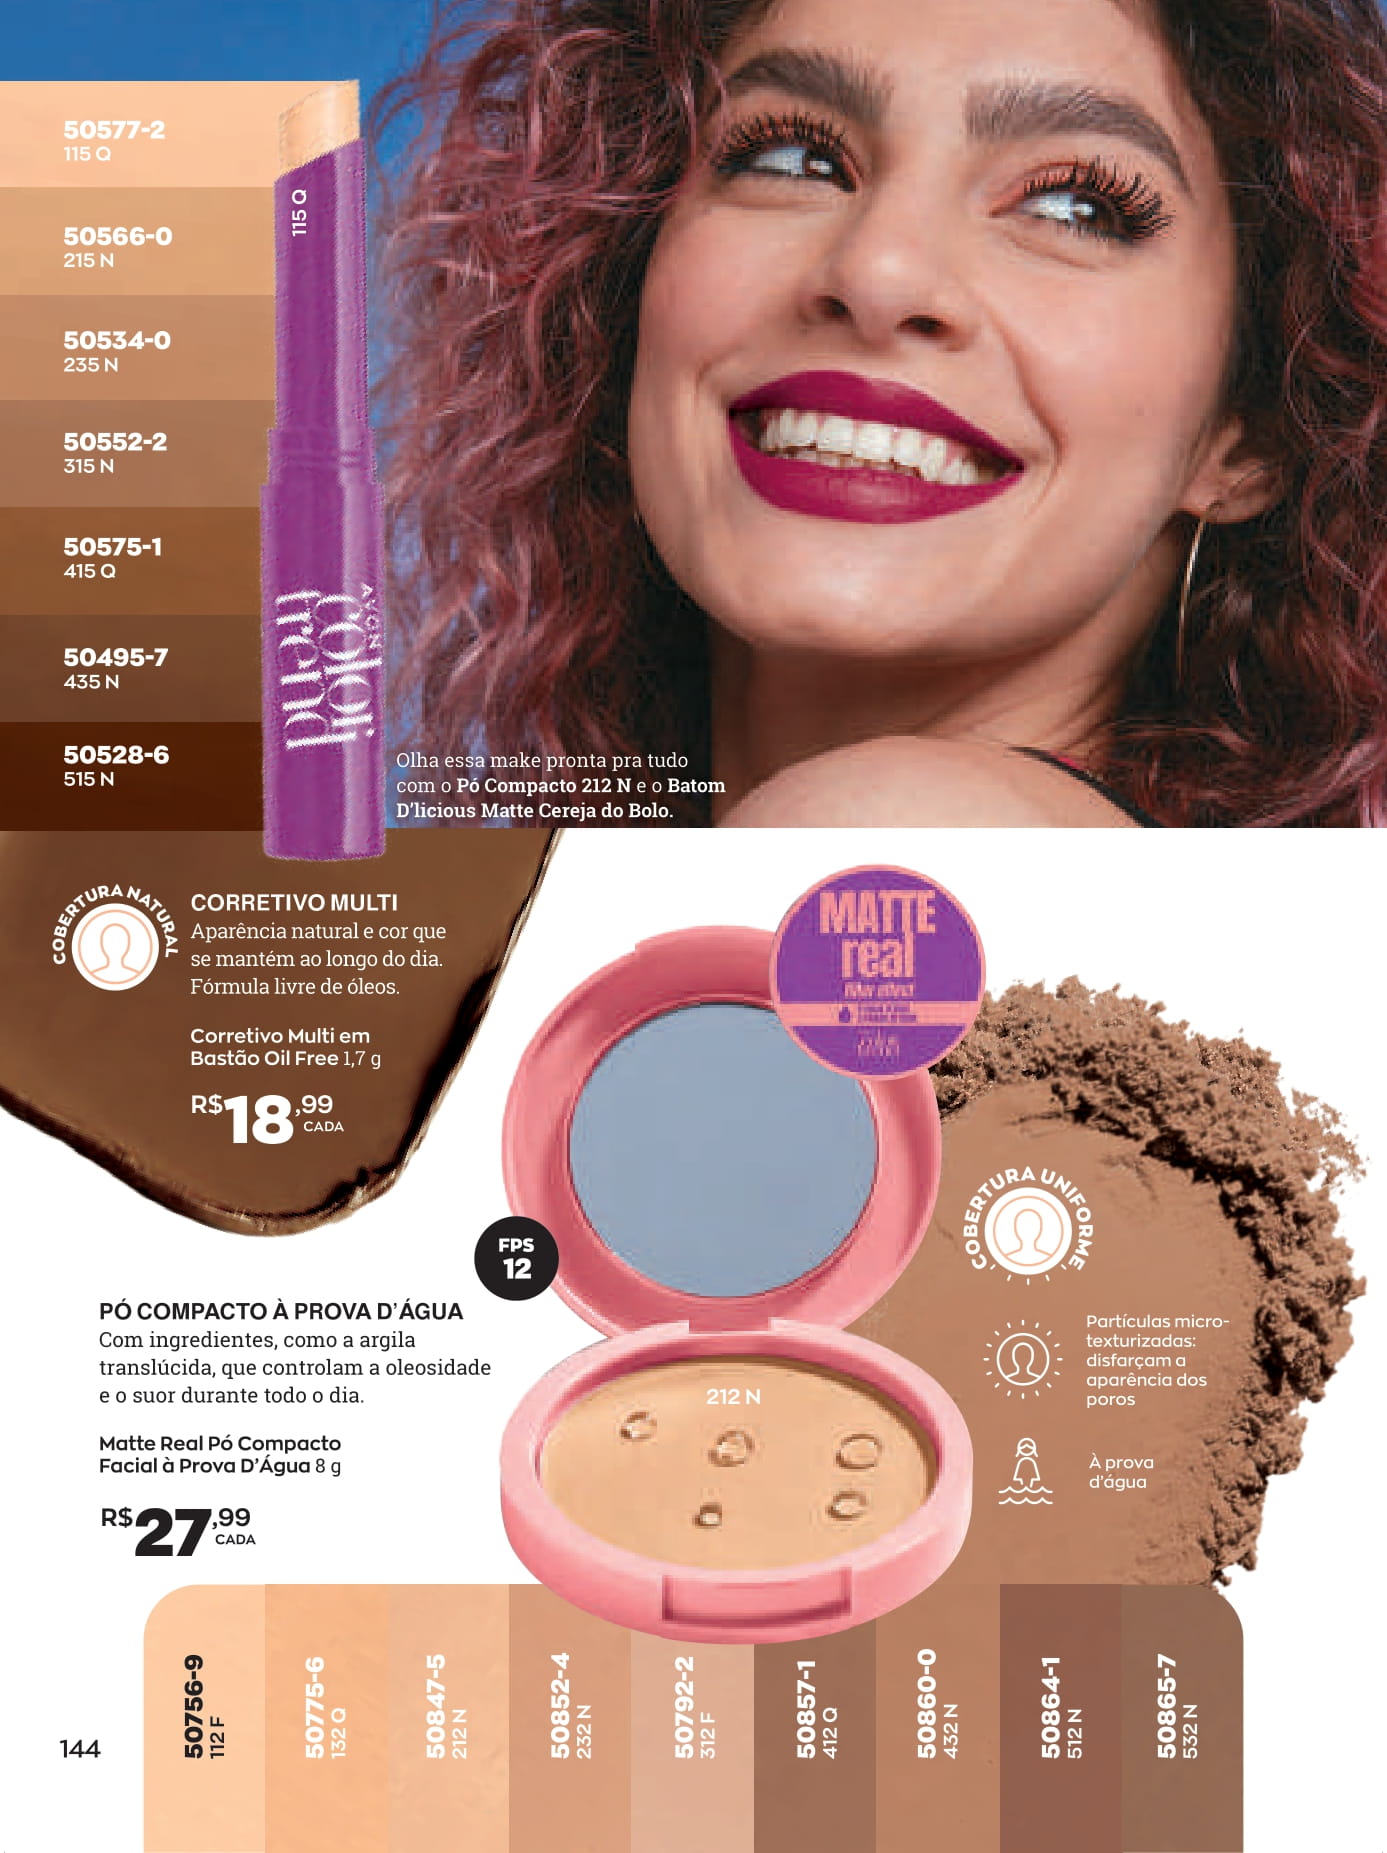 50577-2
115 Q
50566-0
215 N
50534-0
235 N
50552-2
315 N
50575-1
415 Q
50495-7
435 N
50528-6
515 N
115 Q
AVON
color
trend
Olha essa make pronta pra tudo
com o Pó Compacto 212 N e o Batom
D'licious Matte Cereja do Bolo.
COBERTURA NATURAL
CORRETIVO MULTI
Aparência natural e cor que
se mantém ao longo do dia.
Fórmula livre de óleos.
Corretivo Multi em
Bastão Oil Free 1,7 g
R$18,99
CADA
MATTE
real
filter effect
COBERTURA UNIFORME
FPS
12
PÓ COMPACTO À PROVA D'ÁGUA
Com ingredientes, como a argila
translúcida, que controlam a oleosidade
e o suor durante todo o dia.
Matte Real Pó Compacto
Facial à Prova D'Água 8 g
R$27,99
CADA
212 N
Partículas micro-
texturizadas:
disfarçam a
aparência dos
poros
À prova
d'água
50756-9
112 F
50775-6
132 Q
50847-5
212 N
50852-4
232 N
50792-2
312 F
50857-1
412 Q
50860-0
432 N
50864-1
512 N
50865-7
532 N
144